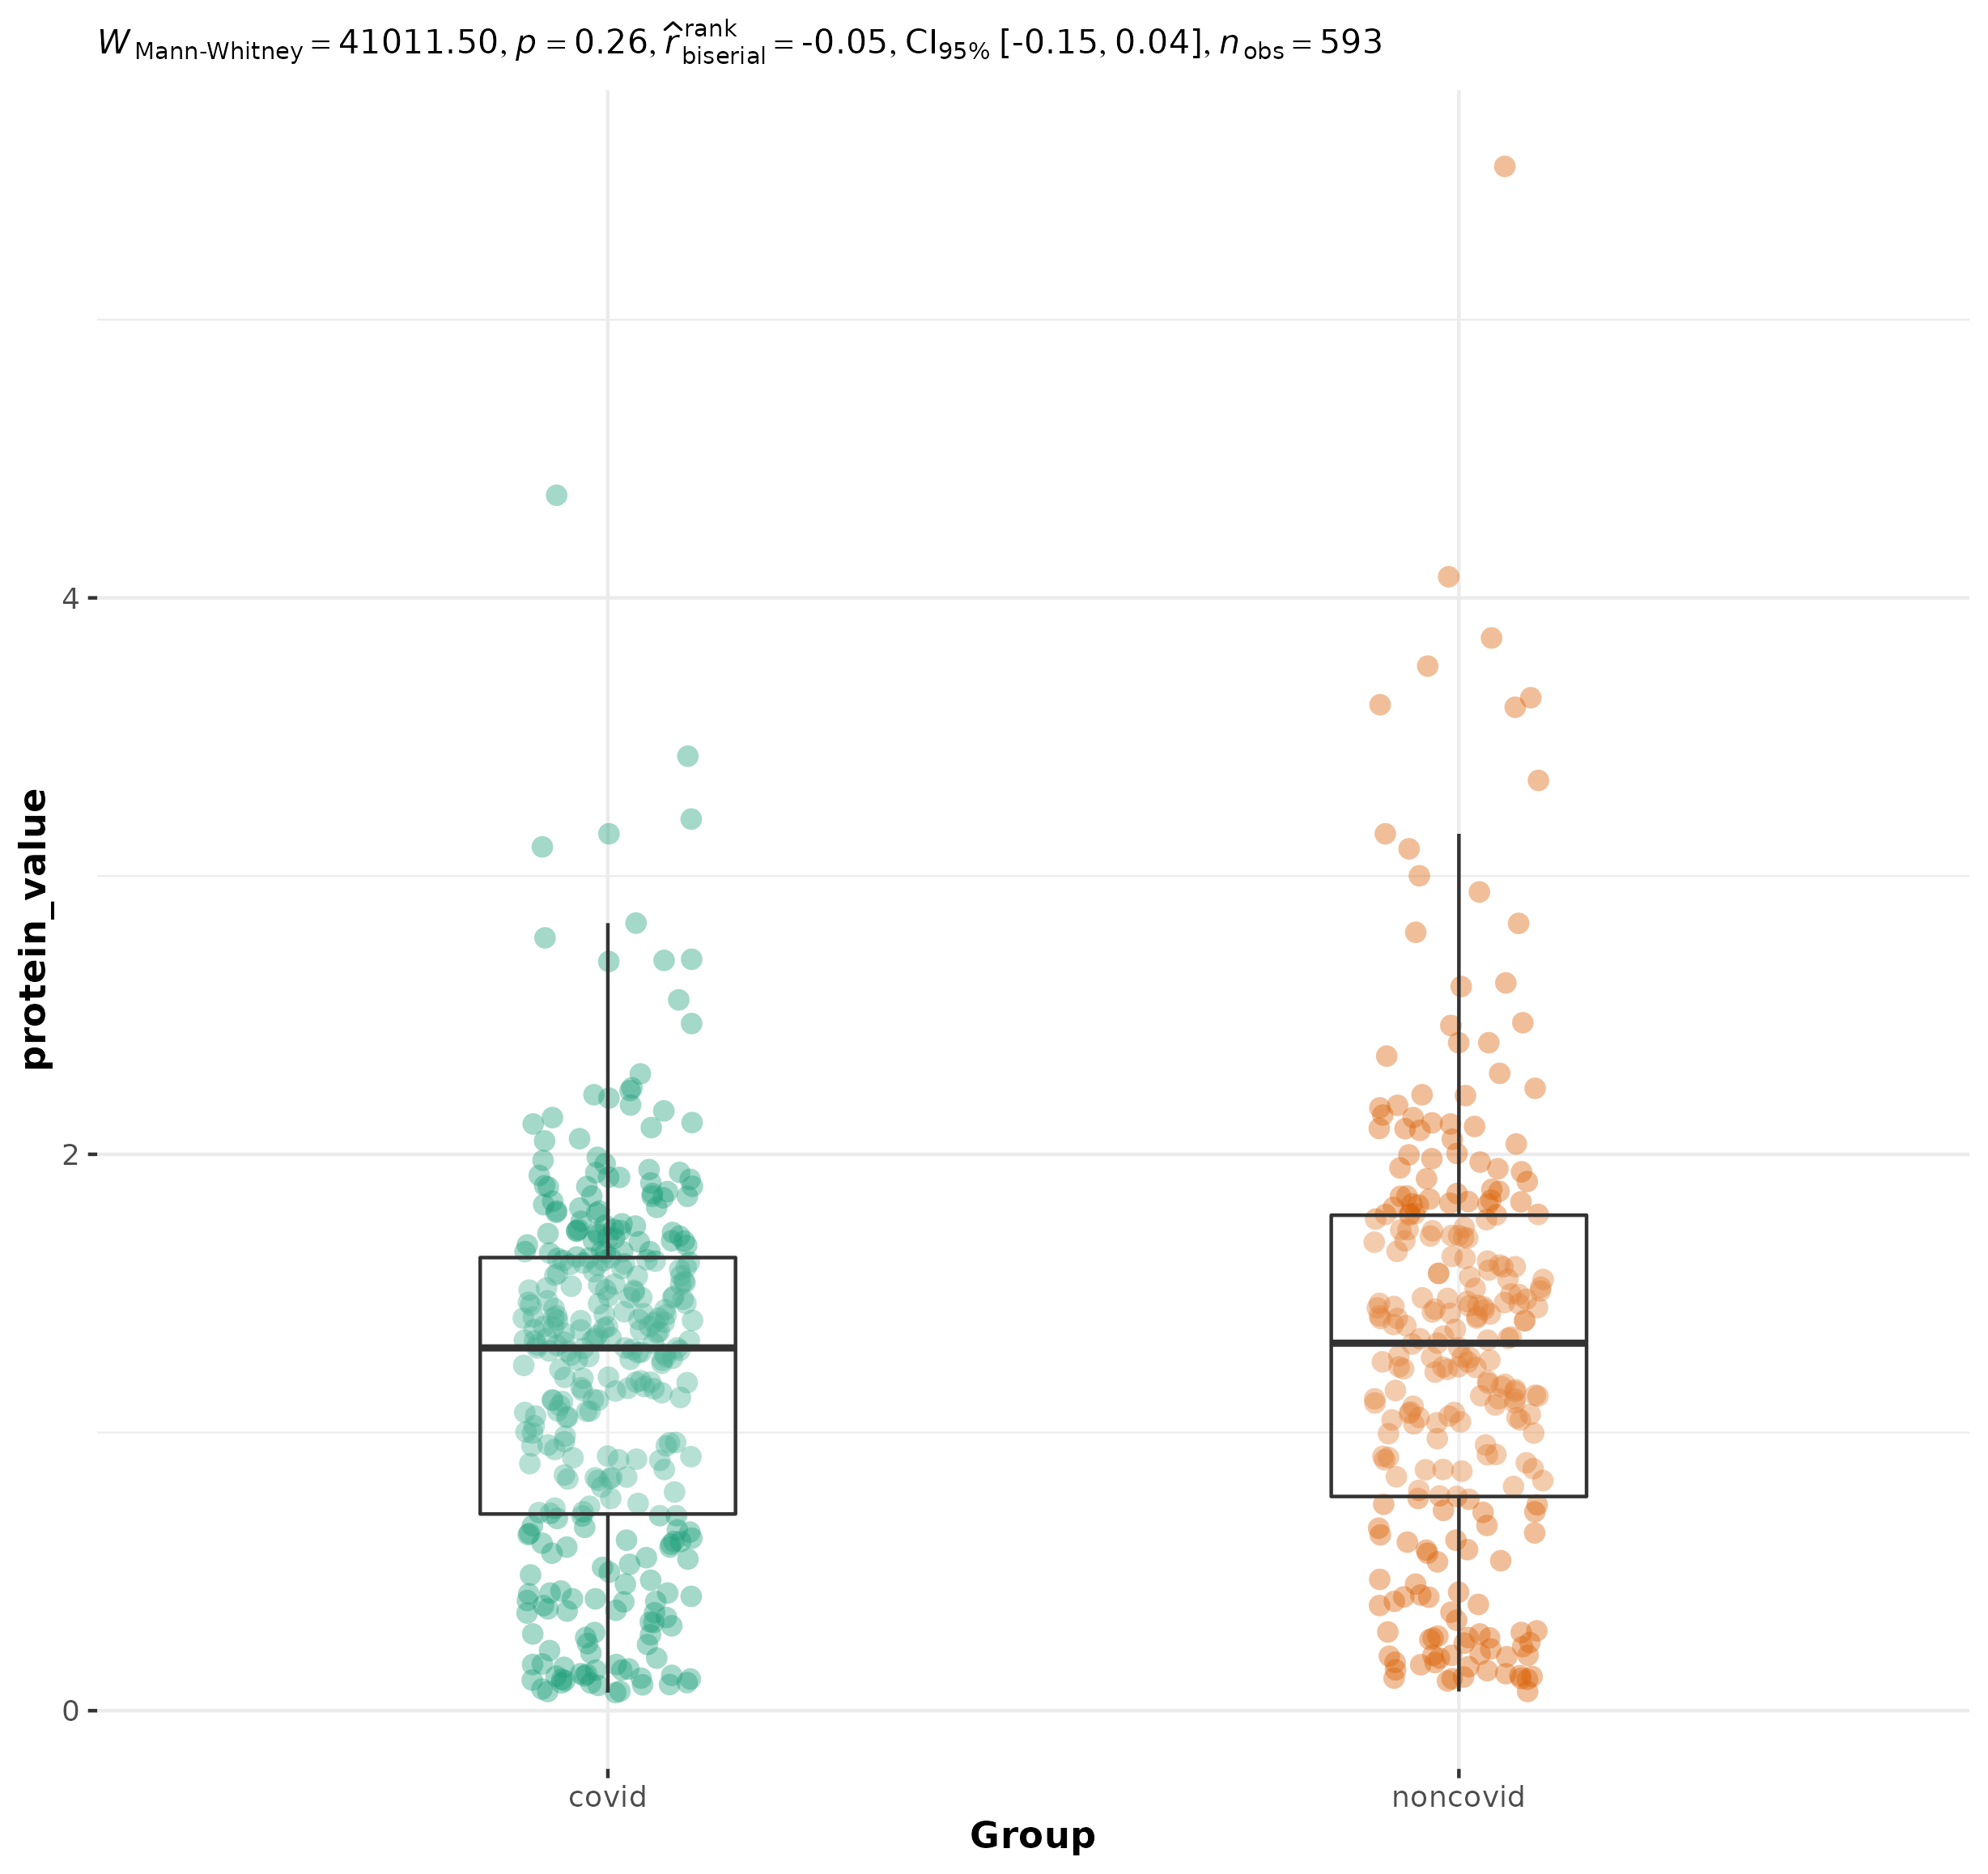 W Mann-Whitney = 41011.50, p = 0.26, r̂ rank biserial = -0.05, CI95% [-0.15, 0.04], n obs = 593
protein_value
4
2
0
covid noncovid
Group